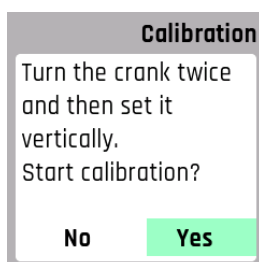 Calibration
Turn the crank twice
and then set it
vertically.
Start calibration?
No Yes